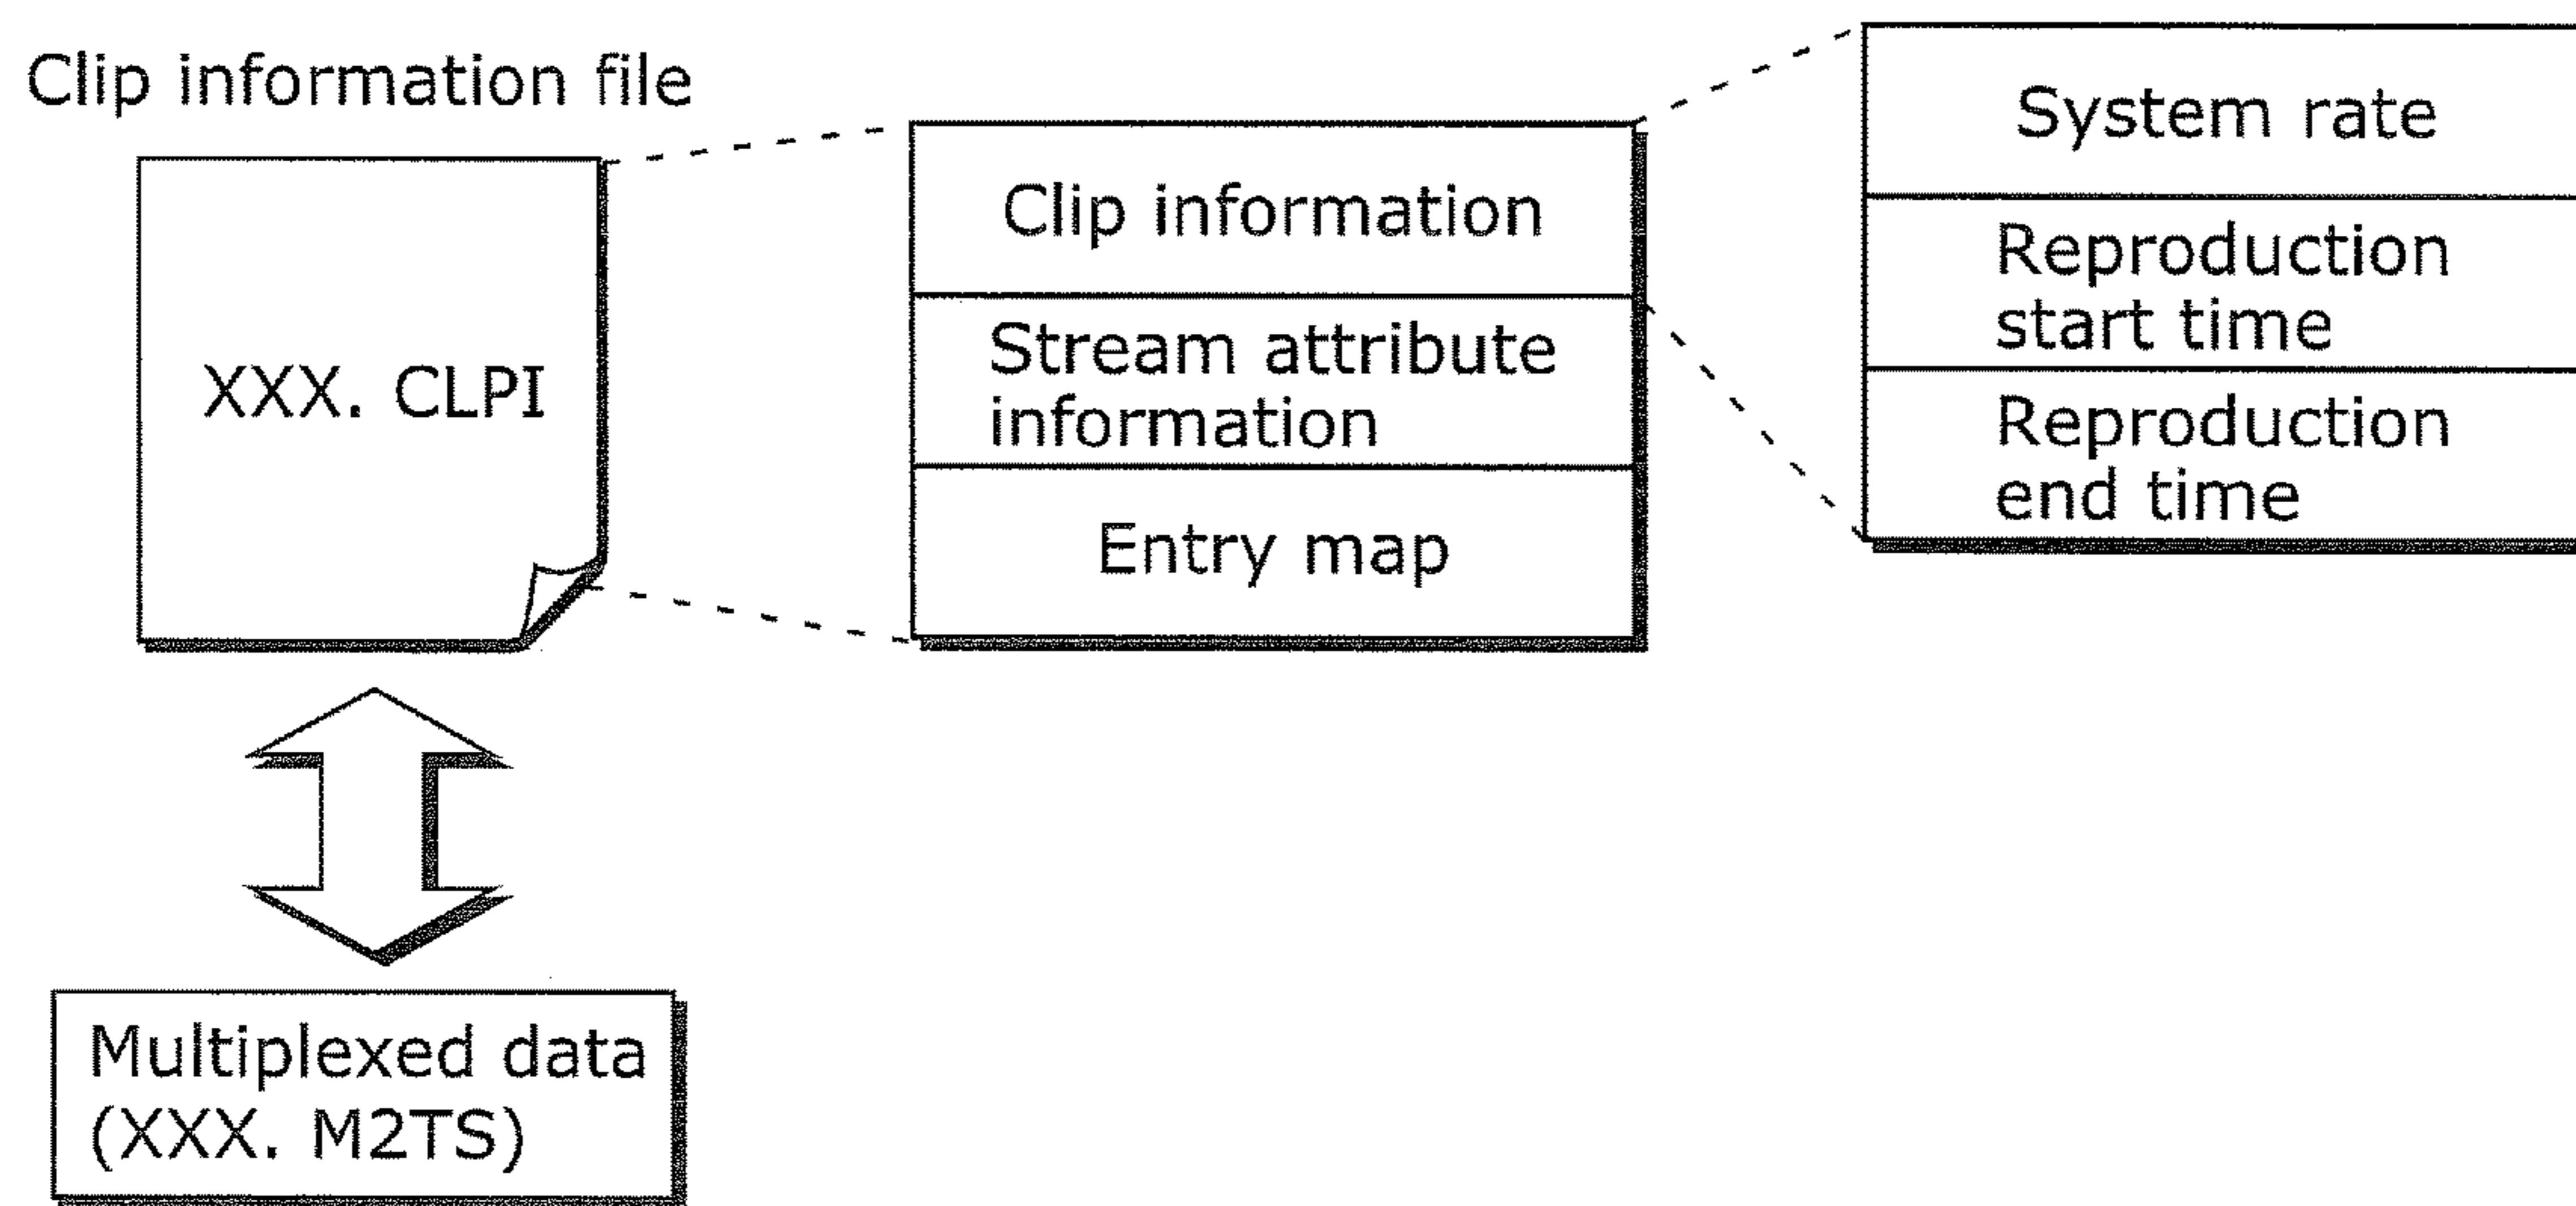 Clip information file
XXX. CLPI
Multiplexed data
(XXX. M2TS)
Clip information
Stream attribute
information
Entry map
System rate
Reproduction
start time
Reproduction
end time